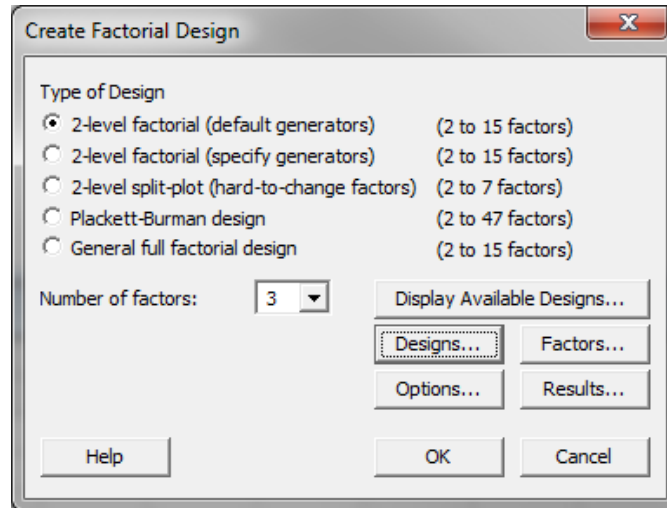 Create Factorial Design
Type of Design
2-level factorial (default generators) (2 to 15 factors)
2-level factorial (specify generators) (2 to 15 factors)
2-level split-plot (hard-to-change factors) (2 to 7 factors)
Plackett-Burman design (2 to 47 factors)
General full factorial design (2 to 15 factors)
Number of factors: 3 Display Available Designs...
Designs... Factors...
Options... Results...
Help OK Cancel